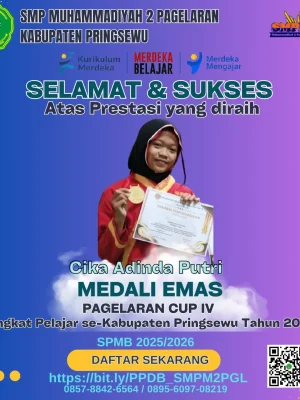 SMP MUHAMMADIYAH 2 PAGELARAN
KABUPATEN PRINGSEWU
Kurikulum
Merdeka
MERDEKA
BELAJAR
Merdeka
Mengajar
SELAMAT & SUKSES
Atas Prestasi yang diraih
Cika Adinda Putri
MEDALI EMAS
PAGELARAN CUP IV
ngkat Pelajar se-Kabupaten Pringsewu Tahun 20
SPMB 2025/2026
DAFTAR SEKARANG
https://bit.ly/PPDB_SMPM2PGL
0857-8842-6564 / 0895-6097-08219